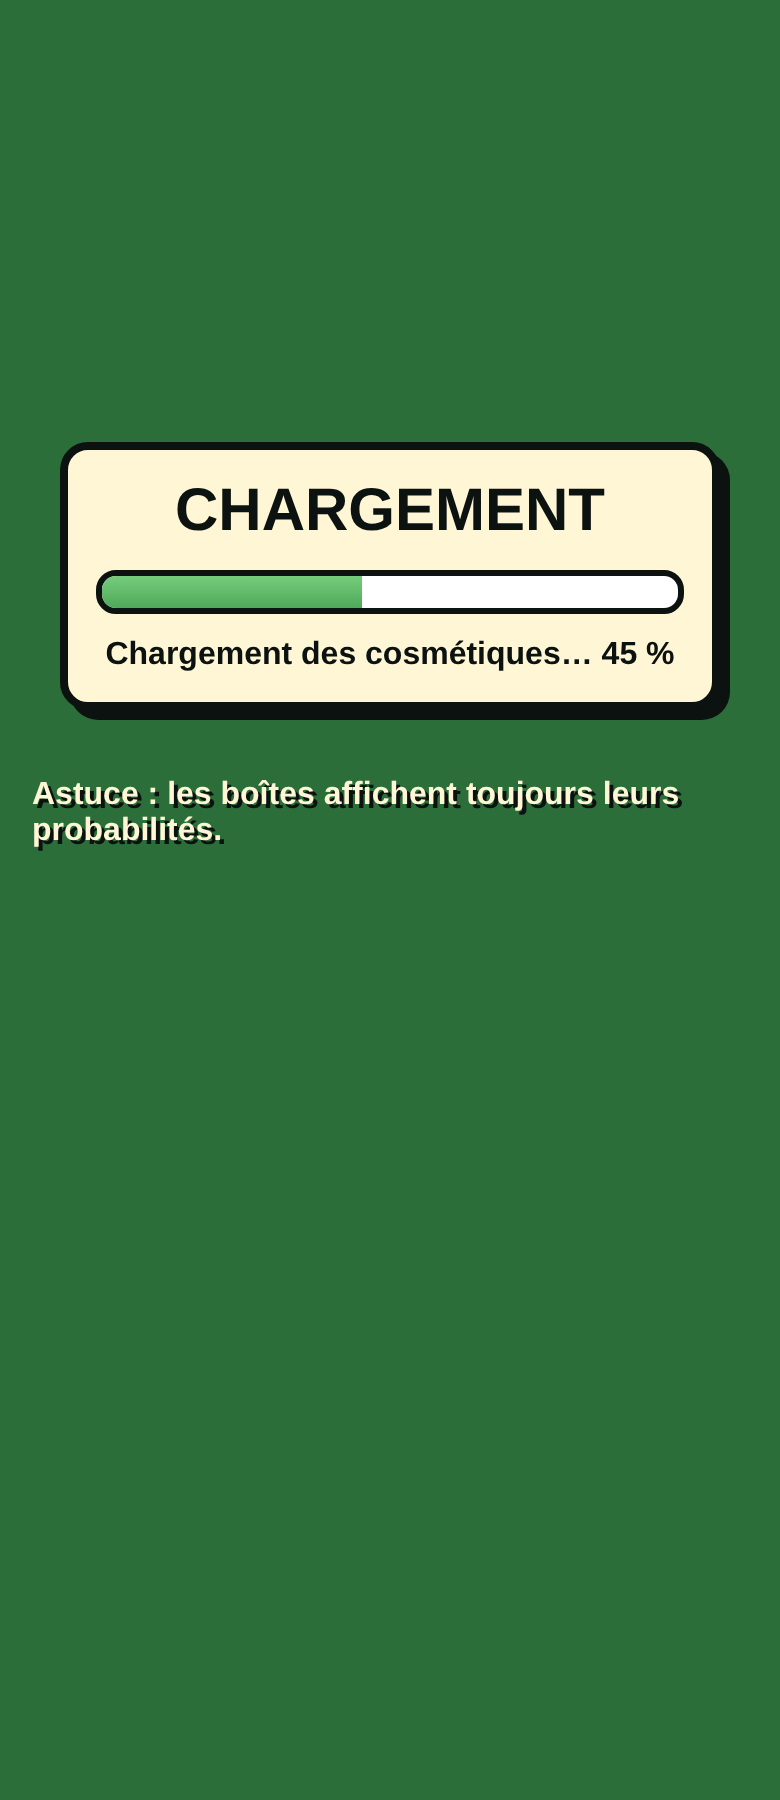 CHARGEMENT
Chargement des cosmétiques… 45 %
Astuce : les boîtes affichent toujours leurs
probabilités.